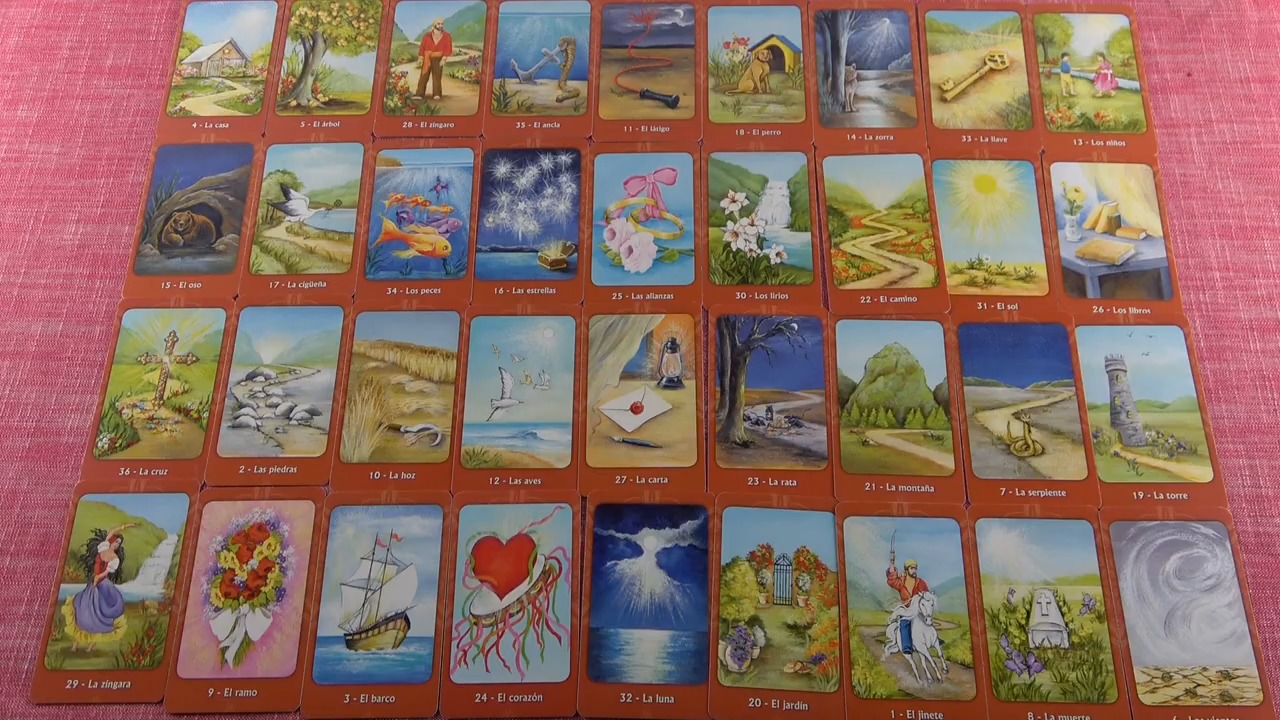 4 - La casa
5 - El árbol
28 - El zíngaro
35 - El ancla
11 - El látigo
18 - El perro
14 - La zorra
33 - La llave
13 - Los niños
15 - El oso
17 - La cigüeña
34 - Los peces
16 - Las estrellas
25 - Las alianzas
30 - Los lirios
22 - El camino
31 - El sol
26 - Los libros
36 - La cruz
2 - Las piedras
10 - La hoz
12 - Las aves
27 - La carta
23 - La rata
21 - La montaña
7 - La serpiente
19 - La torre
29 - La zíngara
9 - El ramo
3 - El barco
24 - El corazón
32 - La luna
20 - El jardín
1 - El jinete
8 - La muerte